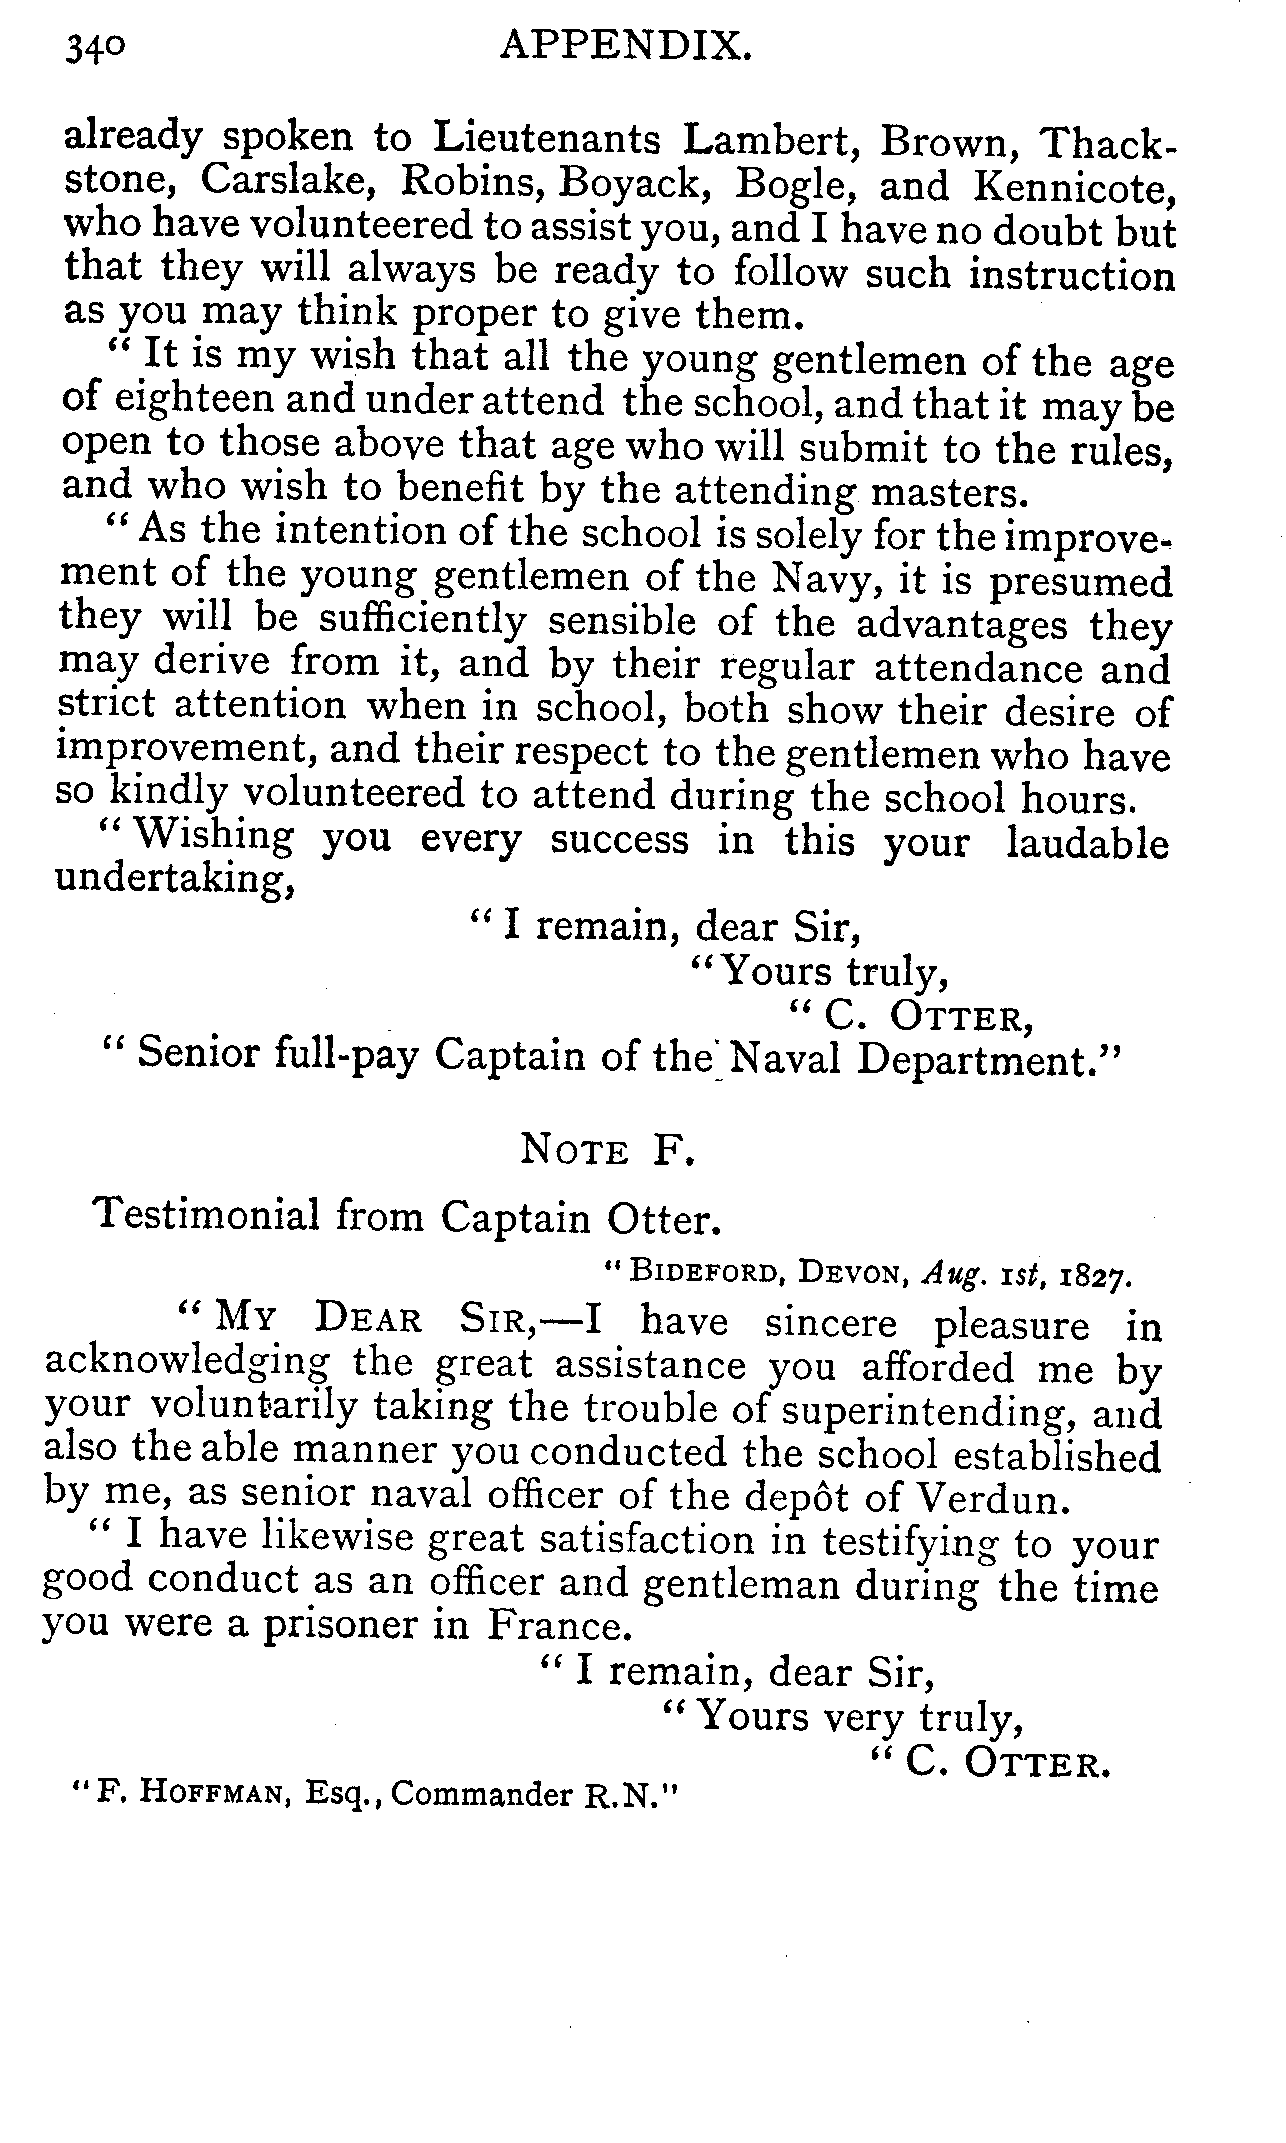 340 APPENDIX.
already spoken to Lieutenants Lambert, Brown, Thack-
stone, Carslake, Robins, Boyack, Bogle, and Kennicote,
who have volunteered to assist you, and I have no doubt but
that they will always be ready to follow such instruction
as you may think proper to give them.
“ It is my wish that all the young gentlemen of the age
of eighteen and under attend the school, and that it may be
open to those above that age who will submit to the rules,
and who wish to benefit by the attending masters.
“ As the intention of the school is solely for the improve-
ment of the young gentlemen of the Navy, it is presumed
they will be sufficiently sensible of the advantages they
may derive from it, and by their regular attendance and
strict attention when in school, both show their desire of
improvement, and their respect to the gentlemen who have
so kindly volunteered to attend during the school hours.
“ Wishing you every success in this your laudable
undertaking,
“ I remain, dear Sir,
“ Yours truly,
“ C. OTTER,
“ Senior full-pay Captain of the Naval Department.”
NOTE F.
Testimonial from Captain Otter.
“ BIDEFORD, DEVON, Aug. 1st, 1827.
“ MY DEAR SIR,—I have sincere pleasure in
acknowledging the great assistance you afforded me by
your voluntarily taking the trouble of superintending, and
also the able manner you conducted the school established
by me, as senior naval officer of the depôt of Verdun.
“ I have likewise great satisfaction in testifying to your
good conduct as an officer and gentleman during the time
you were a prisoner in France.
“ I remain, dear Sir,
“ Yours very truly,
“ C. OTTER.
“ F. HOFFMAN, Esq., Commander R.N.”